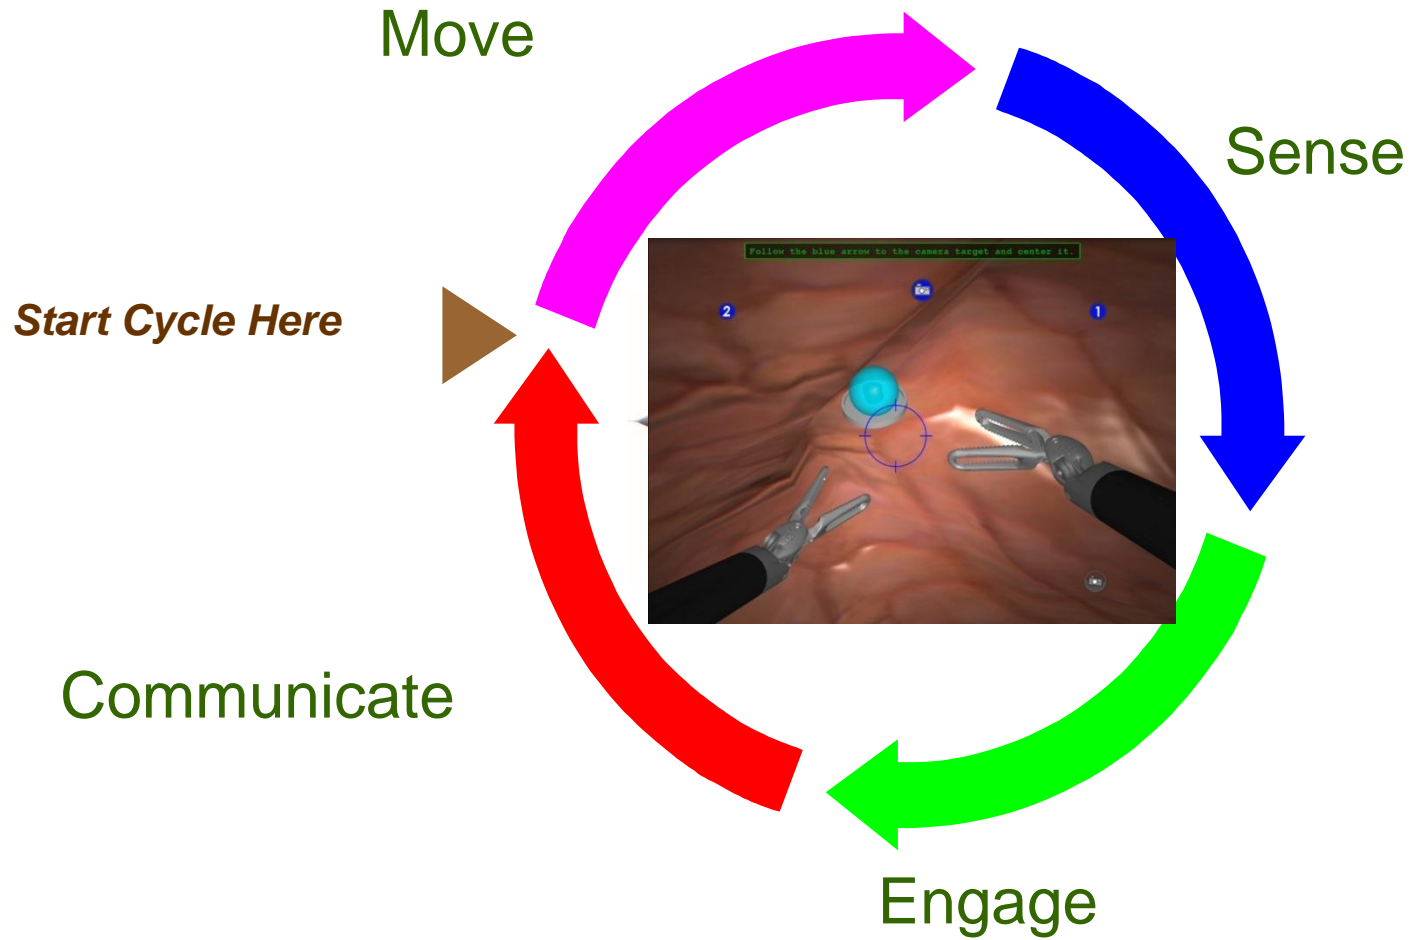 Move
Sense
Start Cycle Here
Follow the blue arrow to the camera target and center it.
2
1
Communicate
Engage